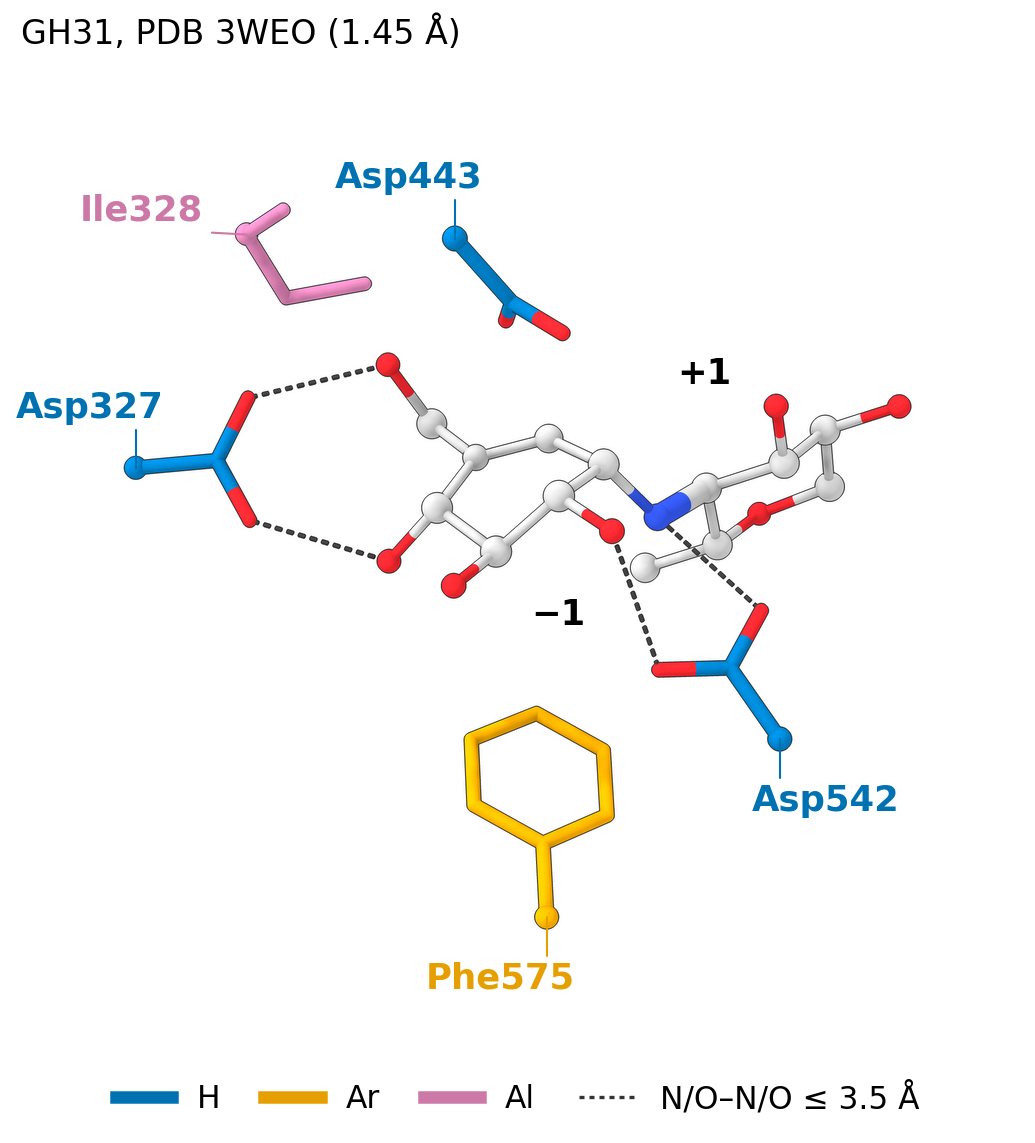 GH31, PDB 3WEO (1.45 Å)
Asp443
Ile328
+1
Asp327
−1
Asp542
Phe575
H Ar Al N/O–N/O ≤ 3.5 Å